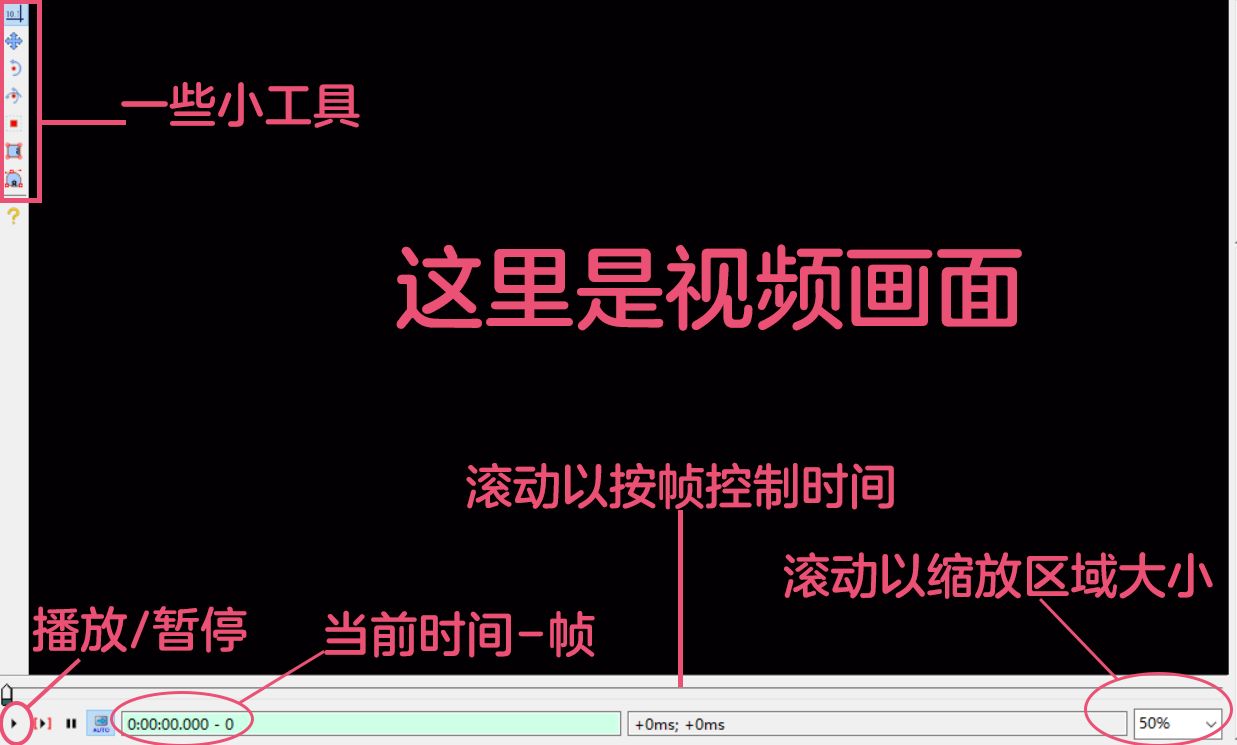 一些小工具
这里是视频画面
滚动以按帧控制时间
滚动以缩放区域大小
播放/暂停
当前时间-帧
AUTO
0:00:00.000 - 0
+0ms; +0ms
50%